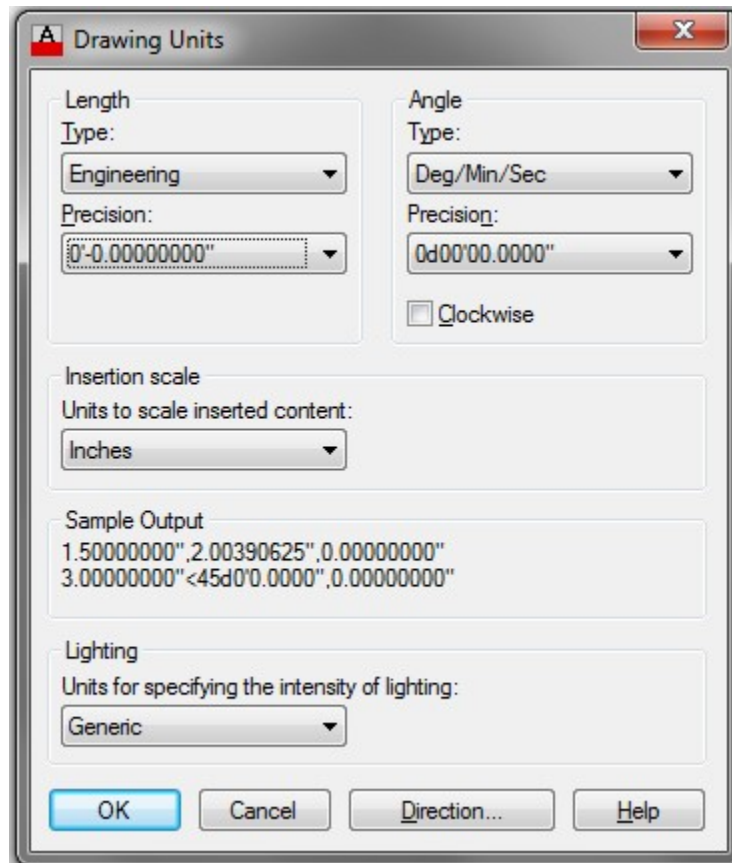 A Drawing Units X
Length
Type:
Engineering
Precision:
0'-0.00000000"
Angle
Type:
Deg/Min/Sec
Precision:
0d00'00.0000"
Clockwise
Insertion scale
Units to scale inserted content:
Inches
Sample Output
1.50000000",2.00390625",0.00000000"
3.00000000"<45d0'0.0000",0.00000000"
Lighting
Units for specifying the intensity of lighting:
Generic
OK Cancel Direction... Help